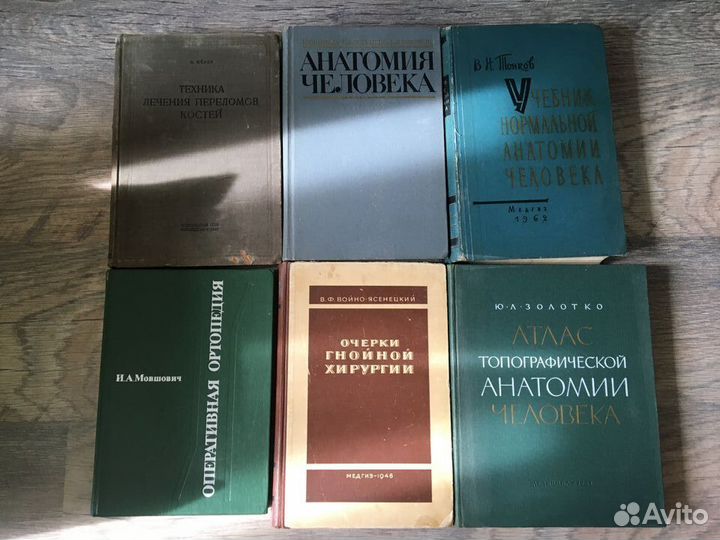 ТЕХНИКА
ЛЕЧЕНИЯ ПЕРЕЛОМОВ
КОСТЕЙ
АНАТОМИЯ
ЧЕЛОВЕКА
В. Н. Тонков
УЧЕБНИК
НОРМАЛЬНОЙ
АНАТОМИИ
ЧЕЛОВЕКА
Медгиз
1962
И.А.Мовшович
ОПЕРАТИВНАЯ ОРТОПЕДИЯ
В.Ф.ВОЙНО-ЯСЕНЕЦКИЙ
ОЧЕРКИ
ГНОЙНОЙ
ХИРУРГИИ
МЕДГИЗ-1946
Ю.Л.ЗОЛОТКО
АТЛАС
ТОПОГРАФИЧЕСКОЙ
АНАТОМИИ
ЧЕЛОВЕКА
Avito